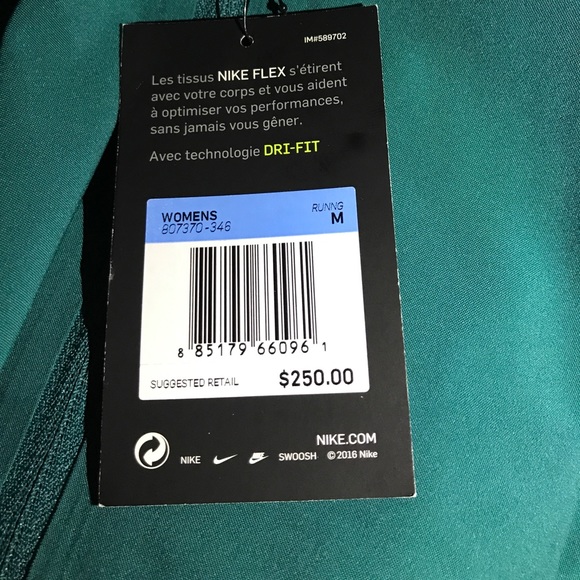 IM#589702
Les tissus NIKE FLEX s'étirent
avec votre corps et vous aident
à optimiser vos performances,
sans jamais vous gêner.
Avec technologie DRI-FIT
WOMENS RUNNG
807370-346 M
8 85179 66096 1
SUGGESTED RETAIL $250.00
NIKE.COM
NIKE SWOOSH © 2016 Nike